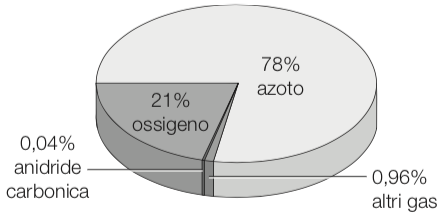 78%
azoto
21%
ossigeno
0,04%
anidride
carbonica
0,96%
altri gas